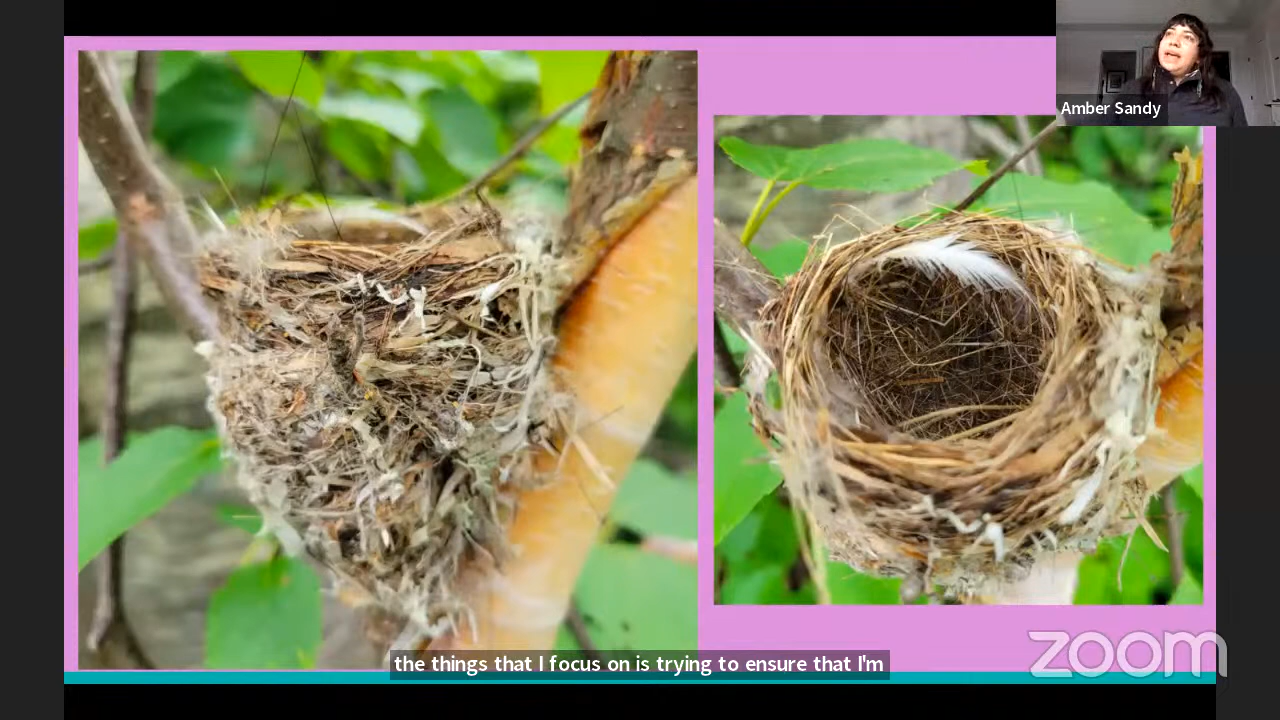 Amber Sandy
the things that I focus on is trying to ensure that I'm
zoom